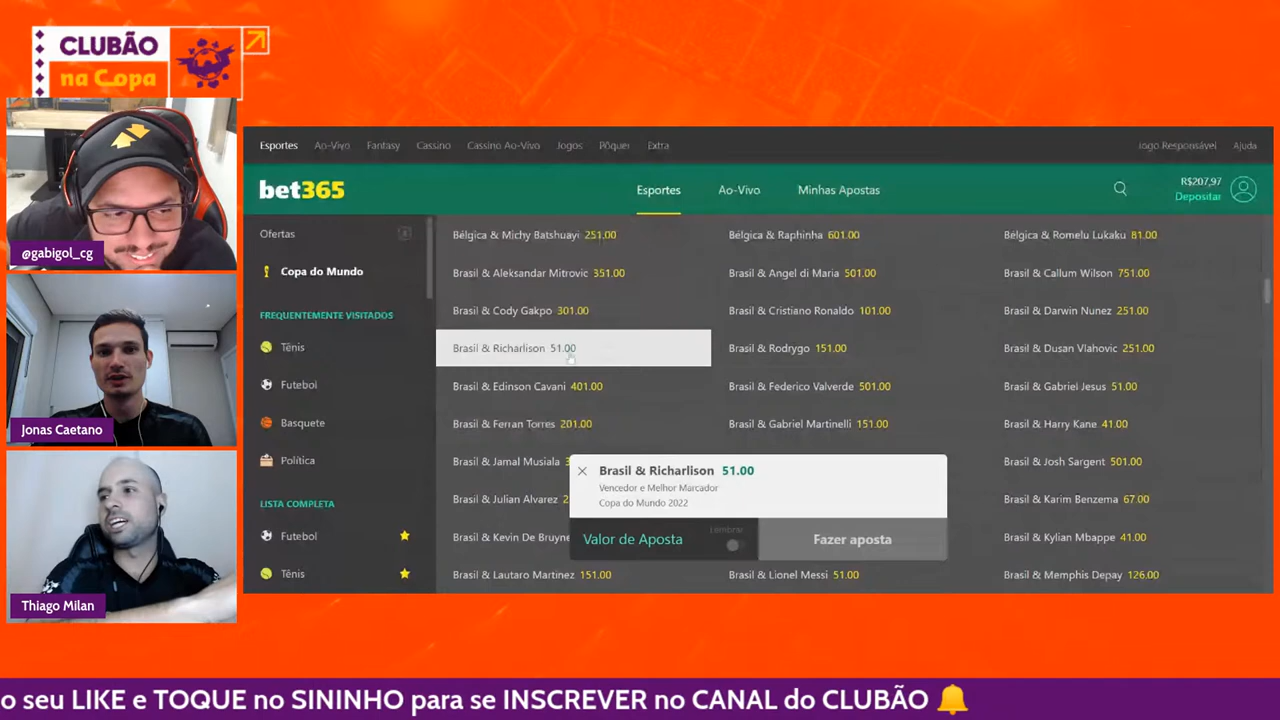 CLUBÃO
na Copa
@gabigol_cg
Jonas Caetano
Thiago Milan
Esportes Ao-Vivo Fantasy Cassino Cassino Ao-Vivo Jogos Pôquer Extra Jogo Responsável Ajuda
bet365 Esportes Ao-Vivo Minhas Apostas R$207,97
Depositar
Ofertas
Copa do Mundo
FREQUENTEMENTE VISITADOS
Tênis
Futebol
Basquete
Política
LISTA COMPLETA
Futebol
Tênis
Bélgica & Michy Batshuayi 251.00 Bélgica & Raphinha 601.00 Bélgica & Romelu Lukaku 81.00
Brasil & Aleksandar Mitrovic 351.00 Brasil & Angel di Maria 501.00 Brasil & Callum Wilson 751.00
Brasil & Cody Gakpo 301.00 Brasil & Cristiano Ronaldo 101.00 Brasil & Darwin Nunez 251.00
Brasil & Richarlison 51.00 Brasil & Rodrygo 151.00 Brasil & Dusan Vlahovic 251.00
Brasil & Edinson Cavani 401.00 Brasil & Federico Valverde 501.00 Brasil & Gabriel Jesus 51.00
Brasil & Ferran Torres 201.00 Brasil & Gabriel Martinelli 151.00 Brasil & Harry Kane 41.00
Brasil & Jamal Musiala 3 Brasil & Josh Sargent 501.00
Brasil & Julian Alvarez 2 Brasil & Karim Benzema 67.00
Brasil & Kevin De Bruyne Brasil & Kylian Mbappe 41.00
Brasil & Lautaro Martinez 151.00 Brasil & Lionel Messi 51.00 Brasil & Memphis Depay 126.00
Brasil & Richarlison 51.00
Vencedor e Melhor Marcador
Copa do Mundo 2022
Valor de Aposta Lembrar Fazer aposta
o seu LIKE e TOQUE no SININHO para se INSCREVER no CANAL do CLUBÃO